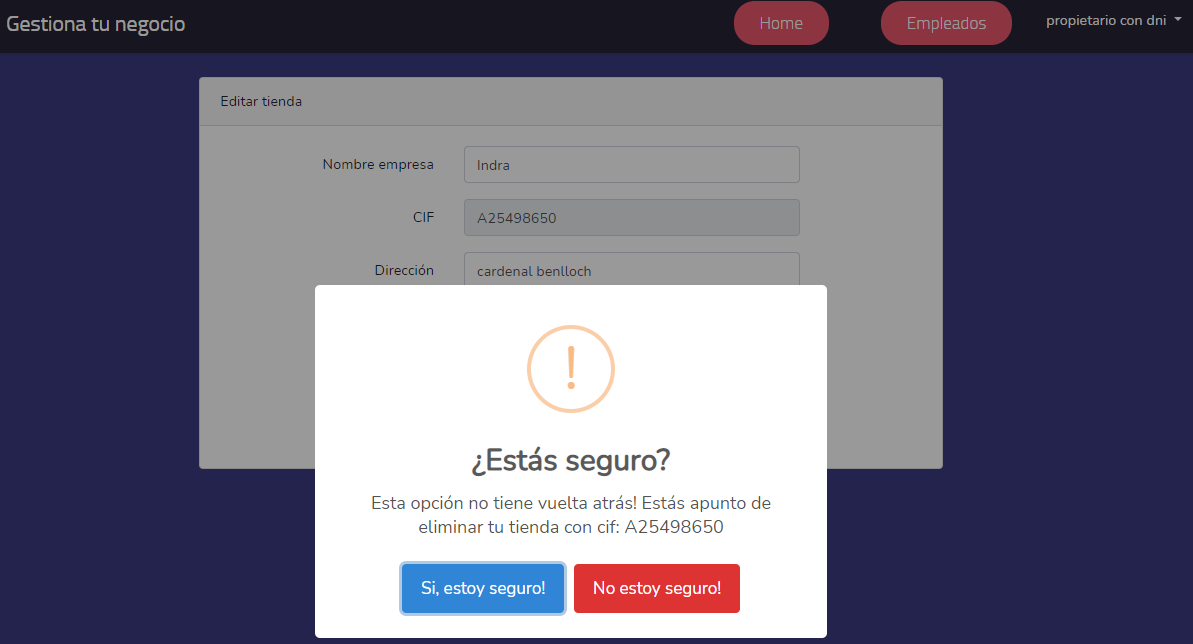 Gestiona tu negocio
Home
Empleados
propietario con dni
Editar tienda
Nombre empresa
Indra
CIF
A25498650
Dirección
cardenal benlloch
!
¿Estás seguro?
Esta opción no tiene vuelta atrás! Estás apunto de
eliminar tu tienda con cif: A25498650
Si, estoy seguro!
No estoy seguro!